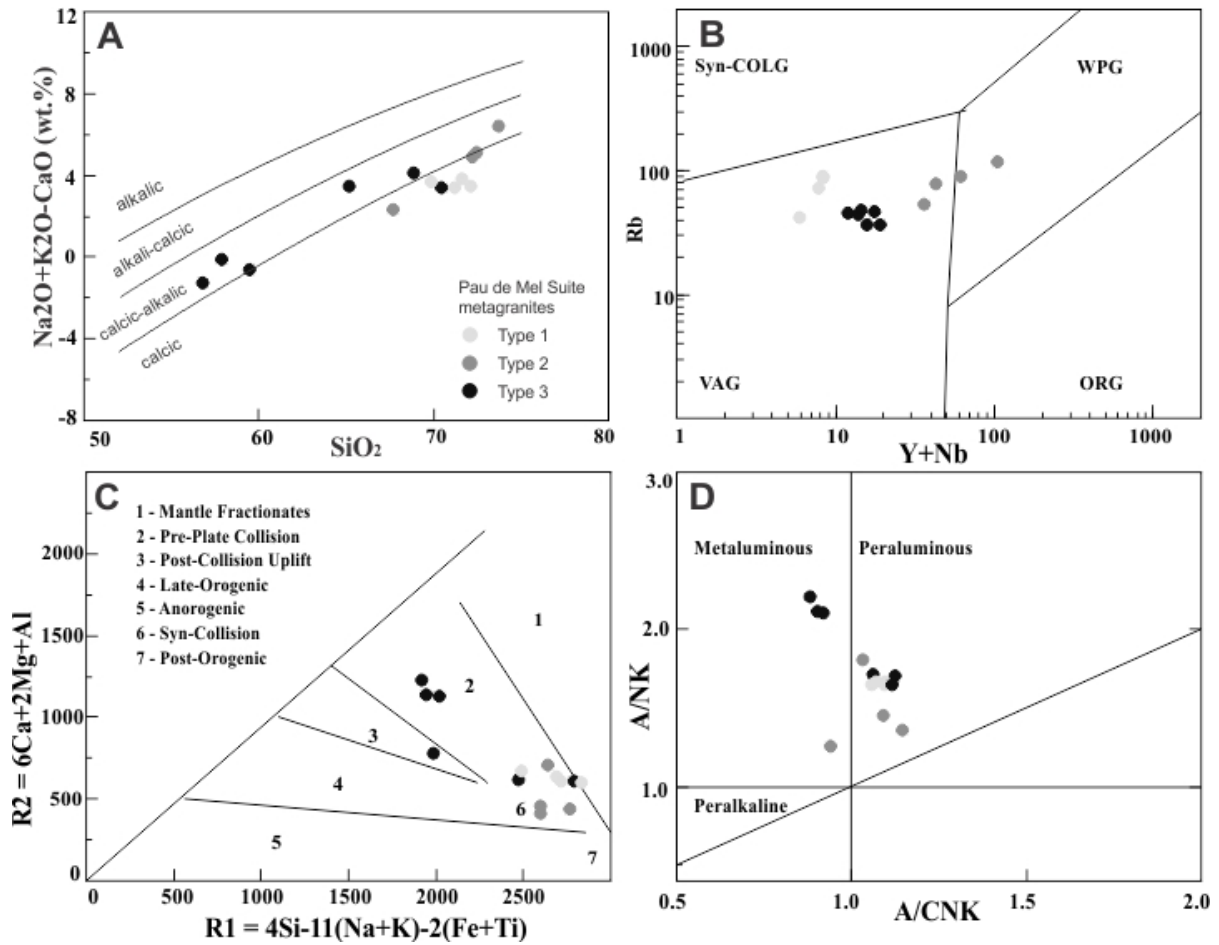 A
12
8
4
0
-4
-8
Na2O+K2O-CaO (wt.%)
alkalic
alkali-calcic
calcic-alkalic
calcic
Pau de Mel Suite
metagranites
Type 1
Type 2
Type 3
50
60
70
80
SiO2
B
1000
100
10
Rb
Syn-COLG
WPG
VAG
ORG
1
10
100
1000
Y+Nb
C
1 - Mantle Fractionates
2 - Pre-Plate Collision
3 - Post-Collision Uplift
4 - Late-Orogenic
5 - Anorogenic
6 - Syn-Collision
7 - Post-Orogenic
2000
1500
1000
500
0
R2 = 6Ca+2Mg+Al
1
2
3
4
6
5
7
0
500
1000
1500
2000
2500
R1 = 4Si-11(Na+K)-2(Fe+Ti)
D
3.0
2.0
1.0
A/NK
Metaluminous
Peraluminous
Peralkaline
0.5
1.0
1.5
2.0
A/CNK